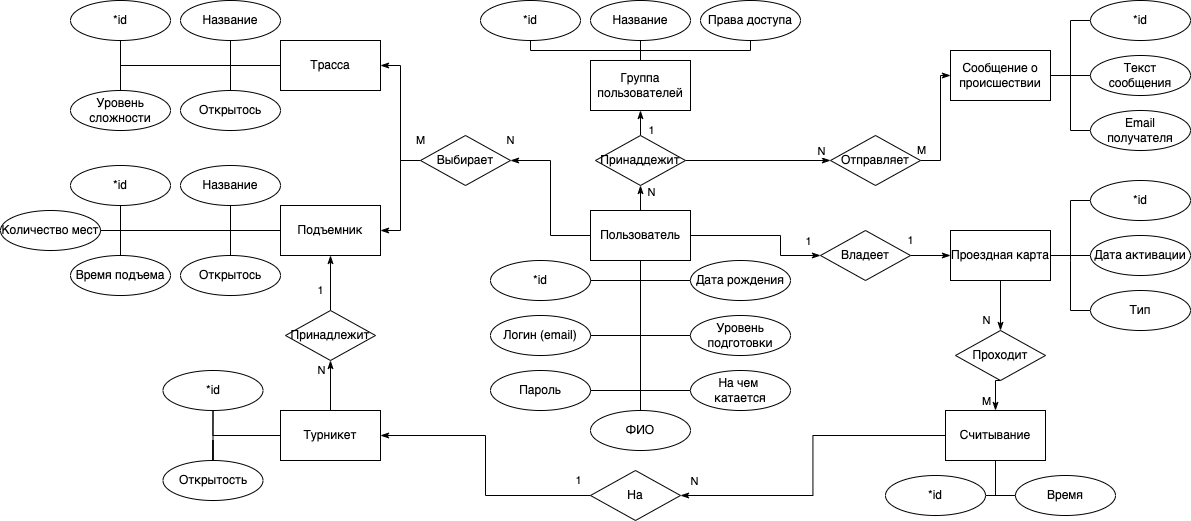 *id
Название
*id
Название
Права доступа
*id
Трасса
Группа
пользователей
Сообщение о
происшествии
Текст
сообщения
Уровень
сложности
Открытось
Email
получателя
M
N
1
Выбирает
Принаддежит
N
Отправляет
M
N
*id
Название
*id
Количество мест
Подъемник
Пользователь
1
Владеет
1
Проездная карта
Дата активации
Время подъема
Открытось
*id
Дата рождения
1
Тип
N
Принадлежит
Логин (email)
Уровень
подготовки
Проходит
N
*id
Пароль
На чем
катается
M
Турникет
ФИО
Считывание
Открытость
1
На
N
*id
Время